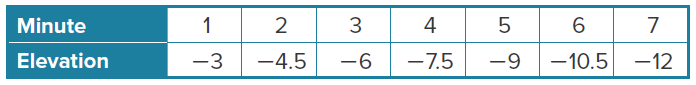 Minute 1 2 3 4 5 6 7
Elevation −3 −4.5 −6 −7.5 −9 −10.5 −12